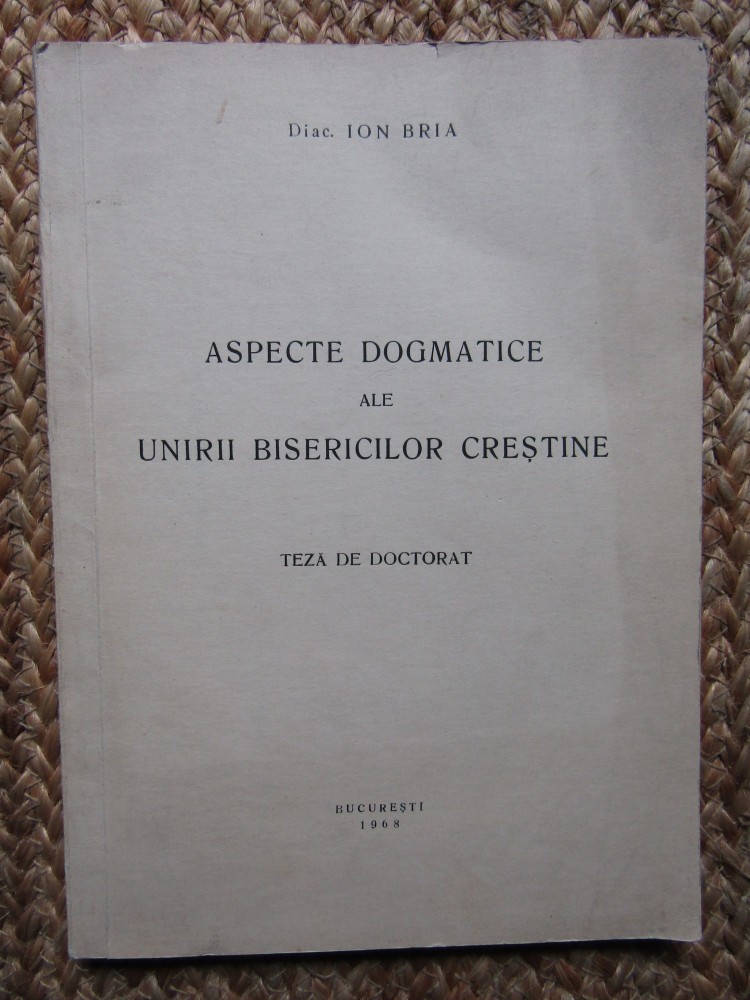 Diac. ION BRIA
ASPECTE DOGMATICE
ALE
UNIRII BISERICILOR CREȘTINE
TEZĂ DE DOCTORAT
BUCUREȘTI
1968